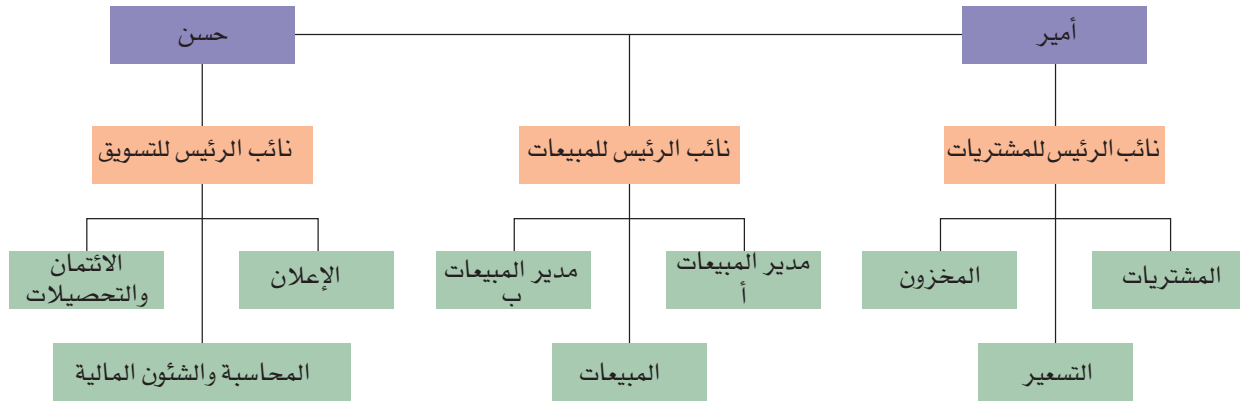 أمير
حسن
نائب الرئيس للمشتريات
نائب الرئيس للمبيعات
نائب الرئيس للتسويق
المشتريات
المخزون
مدير المبيعات
أ
مدير المبيعات
ب
الإعلان
الائتمان
والتحصيلات
التسعير
المبيعات
المحاسبة والشئون المالية